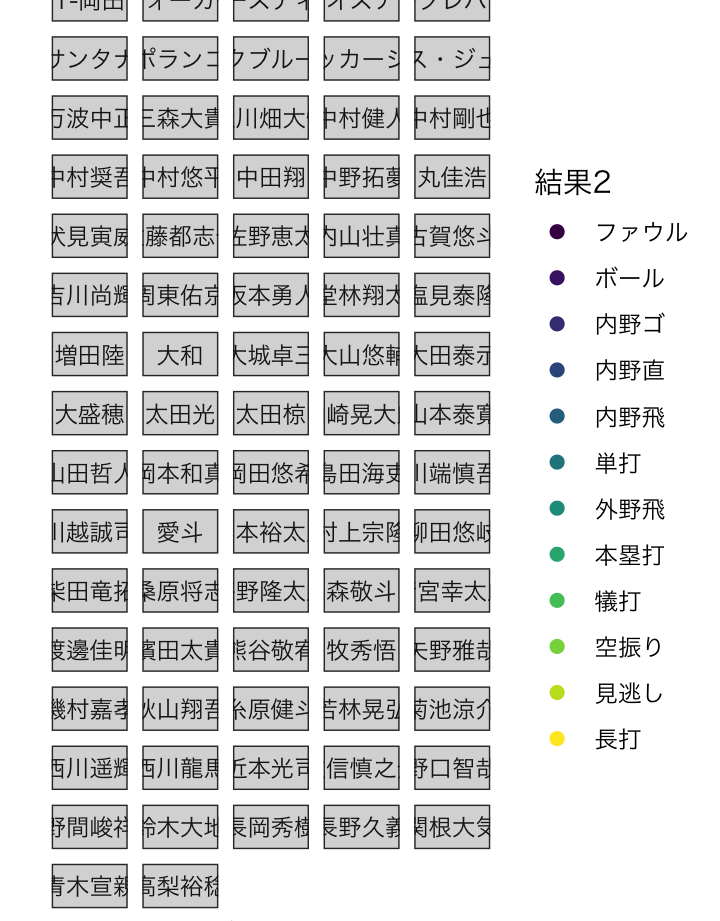 サンタナ ポランコ クブルー ッカージ ス・ジェ
万波中正 三森大貴 川畑大 中村健人 中村剛也
中村奨吾 中村悠平 中田翔 中野拓夢 丸佳浩
伏見寅威 藤都志 佐野恵太 内山壮真 古賀悠斗
吉川尚輝 周東佑京 坂本勇人 堂林翔太 塩見泰隆
増田陸 大和 大城卓三 大山悠輔 大田泰示
大盛穂 太田光 太田椋 崎晃大 山本泰寛
山田哲人 岡本和真 岡田悠希 島田海吏 川端慎吾
川越誠司 愛斗 本裕太 村上宗隆 柳田悠岐
柴田竜拓 桑原将志 野隆太 森敬斗 宮幸太
渡邊佳明 濱田太貴 熊谷敬宥 牧秀悟 矢野雅哉
磯村嘉孝 秋山翔吾 糸原健斗 若林晃弘 菊池涼介
西川遥輝 西川龍馬 近本光司 信慎之 野口智哉
野間峻祥 鈴木大地 長岡秀樹 長野久義 関根大気
青木宣親 高梨裕稔
結果2
ファウル
ボール
内野ゴ
内野直
内野飛
単打
外野飛
本塁打
犠打
空振り
見逃し
長打